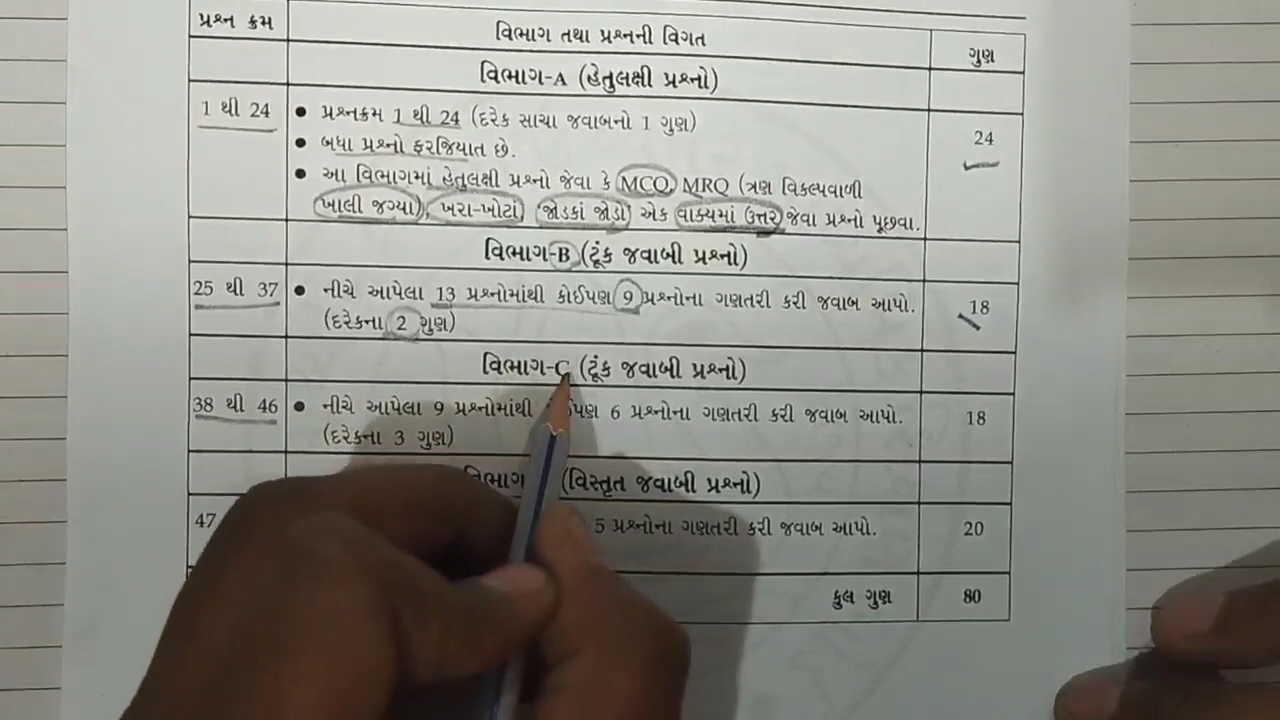 પ્રશ્ન ક્રમ વિભાગ તથા પ્રશ્નની વિગત ગુણ
વિભાગ-A (હેતુલક્ષી પ્રશ્નો)
1 થી 24 • પ્રશ્નક્રમ 1 થી 24 (દરેક સાચા જવાબનો 1 ગુણ) 24
• બધા પ્રશ્નો ફરજિયાત છે.
• આ વિભાગમાં હેતુલક્ષી પ્રશ્નો જેવા કે MCQ, MRQ (ત્રણ વિકલ્પવાળી
ખાલી જગ્યા), ખરા-ખોટાં, જોડકાં જોડો, એક વાક્યમાં ઉત્તર જેવા પ્રશ્નો પૂછવા.
વિભાગ-B (ટૂંક જવાબી પ્રશ્નો)
25 થી 37 • નીચે આપેલા 13 પ્રશ્નોમાંથી કોઈપણ 9 પ્રશ્નોના ગણતરી કરી જવાબ આપો. 18
(દરેકના 2 ગુણ)
વિભાગ-C (ટૂંક જવાબી પ્રશ્નો)
38 થી 46 • નીચે આપેલા 9 પ્રશ્નોમાંથી 6 પ્રશ્નોના ગણતરી કરી જવાબ આપો. 18
(દરેકના 3 ગુણ)
(વિસ્તૃત જવાબી પ્રશ્નો)
47 5 પ્રશ્નોના ગણતરી કરી જવાબ આપો. 20
કુલ ગુણ 80